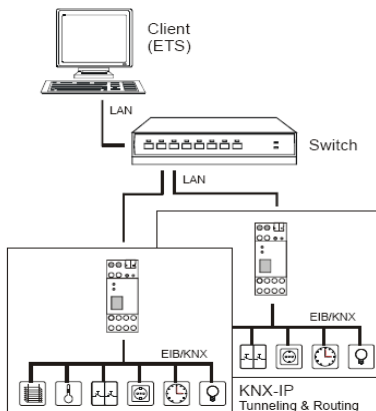 Client
(ETS)
LAN
Switch
LAN
EIB/KNX
EIB/KNX
KNX-IP
Tunneling & Routing